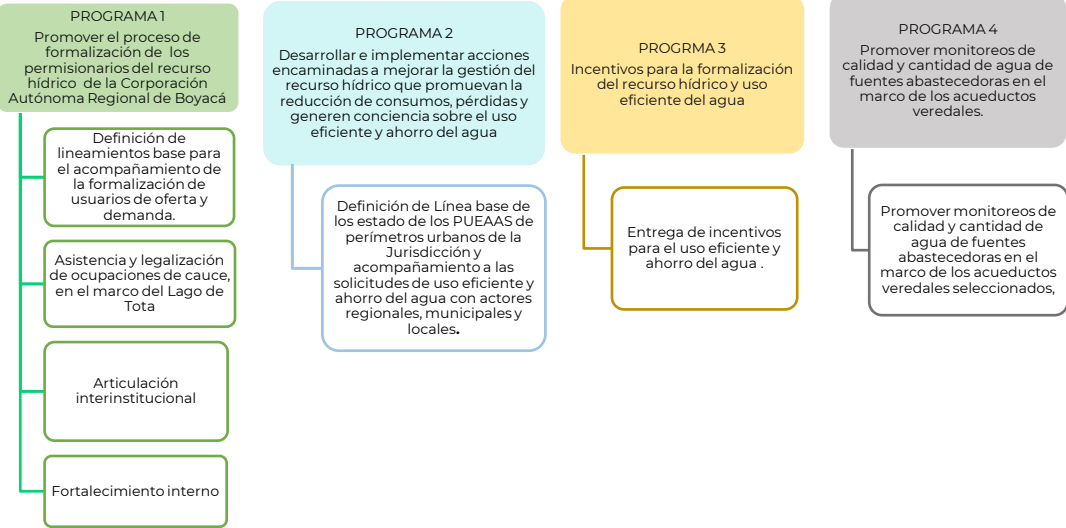 PROGRAMA 1
Promover el proceso de
formalización de los
permisionarios del recurso
hídrico de la Corporación
Autónoma Regional de Boyacá
Definición de
lineamientos base para
el acompañamiento de
la formalización de
usuarios de oferta y
demanda.
Asistencia y legalización
de ocupaciones de cauce,
en el marco del Lago de
Tota
Articulación
interinstitucional
Fortalecimiento interno
PROGRAMA 2
Desarrollar e implementar acciones
encaminadas a mejorar la gestión del
recurso hídrico que promuevan la
reducción de consumos, pérdidas y
generen conciencia sobre el uso
eficiente y ahorro del agua
Definición de Línea base de
los estado de los PUEAAS de
perímetros urbanos de la
Jurisdicción y
acompañamiento a las
solicitudes de uso eficiente y
ahorro del agua con actores
regionales, municipales y
locales.
PROGRMA 3
Incentivos para la formalización
del recurso hídrico y uso
eficiente del agua
Entrega de incentivos
para el uso eficiente y
ahorro del agua .
PROGRAMA 4
Promover monitoreos de
calidad y cantidad de agua de
fuentes abastecedoras en el
marco de los acueductos
veredales.
Promover monitoreos de
calidad y cantidad de
agua de fuentes
abastecedoras en el
marco de los acueductos
veredales seleccionados,